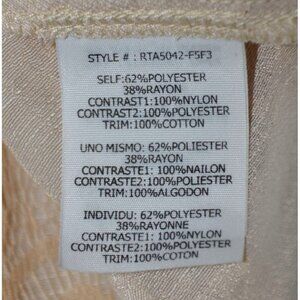 STYLE # : RTA5042-F5F3
SELF:62%POLYESTER
38%RAYON
CONTRAST1:100%NYLON
CONTRAST2:100%POLYESTER
TRIM:100%COTTON
UNO MISMO: 62%POLIESTER
38%RAYON
CONTRASTE1: 100%NAILON
CONTRASTE2:100%POLIESTER
TRIM:100%ALGODON
INDIVIDU: 62%POLYESTER
38%RAYONNE
CONTRASTE1: 100%NYLON
CONTRASTE2: 100%POLYESTER
TRIM:100%COTON